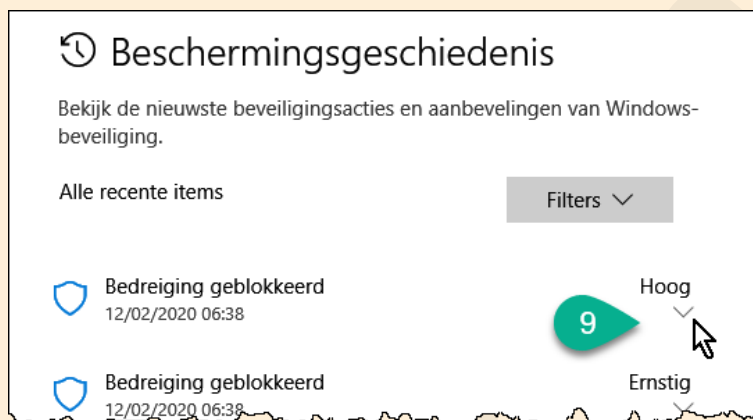 Beschermingsgeschiedenis
Bekijk de nieuwste beveiligingsacties en aanbevelingen van Windows-
beveiliging.
Alle recente items
Filters
Bedreiging geblokkeerd
Hoog
12/02/2020 06:38
9
Bedreiging geblokkeerd
Ernstig
12/02/2020 06:38